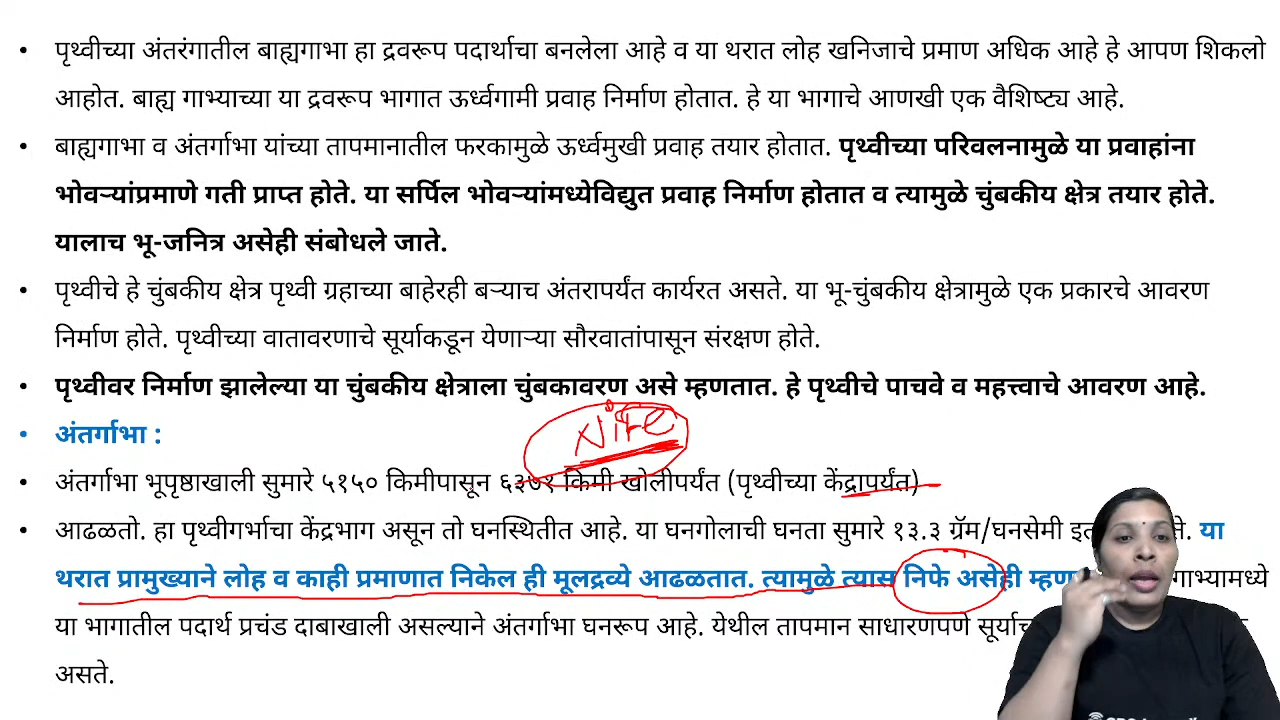 • पृथ्वीच्या अंतरंगातील बाह्यगाभा हा द्रवरूप पदार्थाचा बनलेला आहे व या थरात लोह खनिजाचे प्रमाण अधिक आहे हे आपण शिकलो
आहोत. बाह्य गाभ्याच्या या द्रवरूप भागात ऊर्ध्वगामी प्रवाह निर्माण होतात. हे या भागाचे आणखी एक वैशिष्ट्य आहे.
• बाह्यगाभा व अंतर्गाभा यांच्या तापमानातील फरकामुळे ऊर्ध्वमुखी प्रवाह तयार होतात. पृथ्वीच्या परिवलनामुळे या प्रवाहांना
भोवऱ्यांप्रमाणे गती प्राप्त होते. या सर्पिल भोवऱ्यांमध्येविद्युत प्रवाह निर्माण होतात व त्यामुळे चुंबकीय क्षेत्र तयार होते.
यालाच भू-जनित्र असेही संबोधले जाते.
• पृथ्वीचे हे चुंबकीय क्षेत्र पृथ्वी ग्रहाच्या बाहेरही बऱ्याच अंतरापर्यंत कार्यरत असते. या भू-चुंबकीय क्षेत्रामुळे एक प्रकारचे आवरण
निर्माण होते. पृथ्वीच्या वातावरणाचे सूर्याकडून येणाऱ्या सौरवातांपासून संरक्षण होते.
• पृथ्वीवर निर्माण झालेल्या या चुंबकीय क्षेत्राला चुंबकावरण असे म्हणतात. हे पृथ्वीचे पाचवे व महत्त्वाचे आवरण आहे.
NiFe
• अंतर्गाभा :
• अंतर्गाभा भूपृष्ठाखाली सुमारे ५१५० किमीपासून ६३७१ किमी खोलीपर्यंत (पृथ्वीच्या केंद्रापर्यंत)
• आढळतो. हा पृथ्वीगर्भाचा केंद्रभाग असून तो घनस्थितीत आहे. या घनगोलाची घनता सुमारे १३.३ ग्रॅम/घनसेमी या
थरात प्रामुख्याने लोह व काही प्रमाणात निकेल ही मूलद्रव्ये आढळतात. त्यामुळे त्यास निफे असेही गाभ्यामध्ये
या भागातील पदार्थ प्रचंड दाबाखाली असल्याने अंतर्गाभा घनरूप आहे. येथील तापमान साधारणपणे
असते.